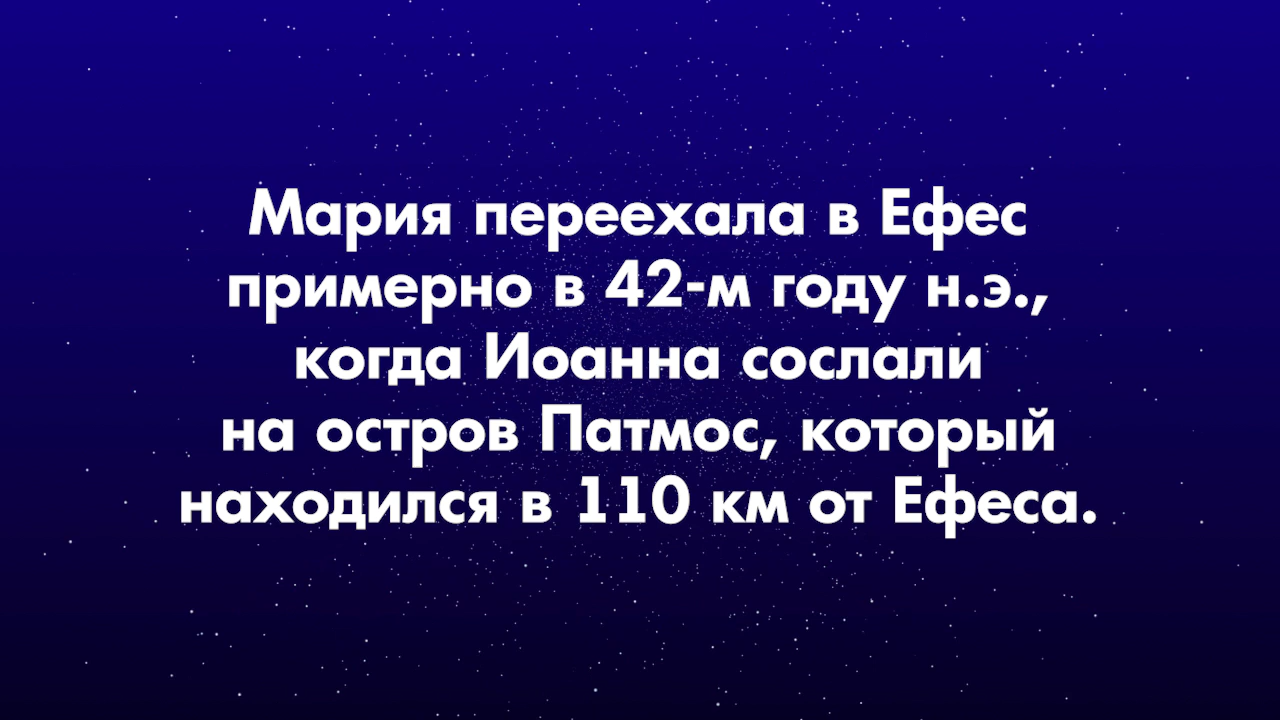 Мария переехала в Ефес
примерно в 42-м году н.э.,
когда Иоанна сослали
на остров Патмос, который
находился в 110 км от Ефеса.